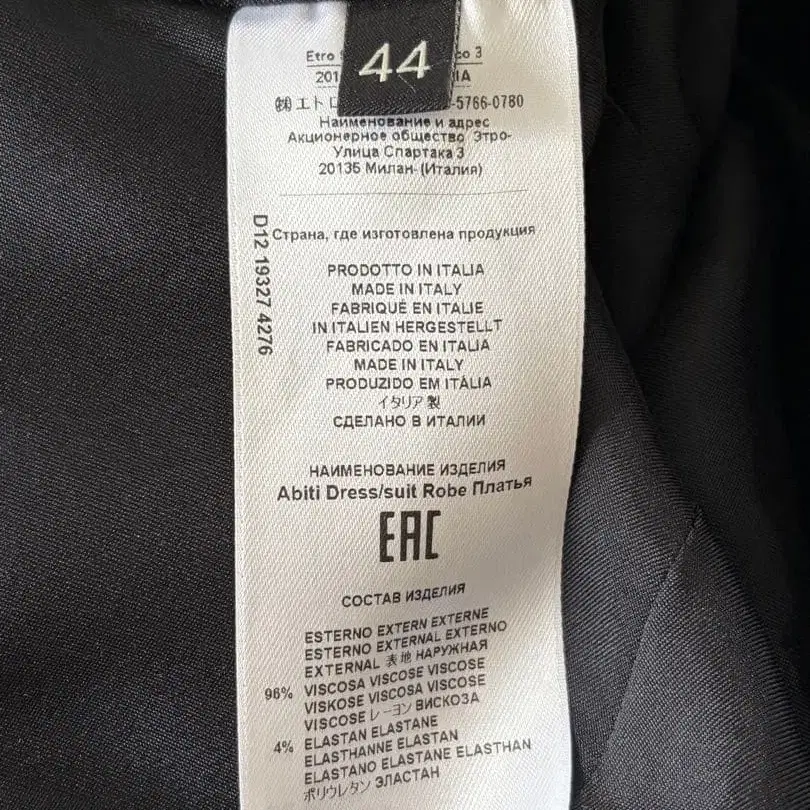 44
Etro co 3
201 IA
㈱エトロ -5766-0780
Наименование и адрес
Акционерное общество Этро-
Улица Спартака 3
20135 Милан- (Италия)
D12 19327 4276
Страна, где изготовлена продукция
PRODOTTO IN ITALIA
MADE IN ITALY
FABRIQUÉ EN ITALIE
IN ITALIEN HERGESTELLT
FABRICADO EN ITALIA
MADE IN ITALY
PRODUZIDO EM ITÁLIA
イタリア製
СДЕЛАНО В ИТАЛИИ
НАИМЕНОВАНИЕ ИЗДЕЛИЯ
Abiti Dress/suit Robe Платья
EAC
СОСТАВ ИЗДЕЛИЯ
ESTERNO EXTERN EXTERNE
ESTERNO EXTERNAL EXTERNO
EXTERNAL 表地 НАРУЖНАЯ
96% VISCOSA VISCOSE VISCOSE
VISKOSE VISCOSA VISCOSE
VISCOSE レーヨン ВИСКОЗА
4% ELASTAN ELASTANE
ELASTHANNE ELASTAN
ELASTANO ELASTANE ELASTHAN
ポリウレタン ЭЛАСТАН